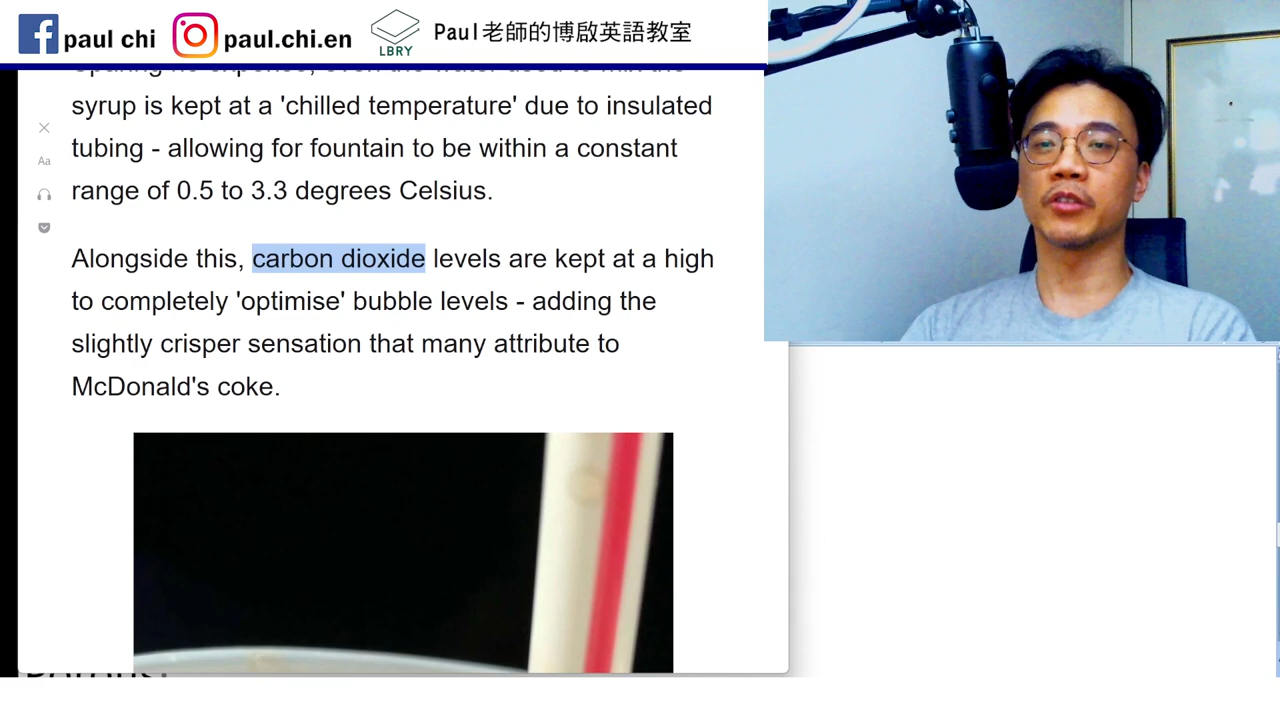 paul chi
paul.chi.en
LBRY
Paul老師的博啟英語教室
syrup is kept at a 'chilled temperature' due to insulated
tubing - allowing for fountain to be within a constant
range of 0.5 to 3.3 degrees Celsius.
Alongside this, carbon dioxide levels are kept at a high
to completely 'optimise' bubble levels - adding the
slightly crisper sensation that many attribute to
McDonald's coke.
Aa